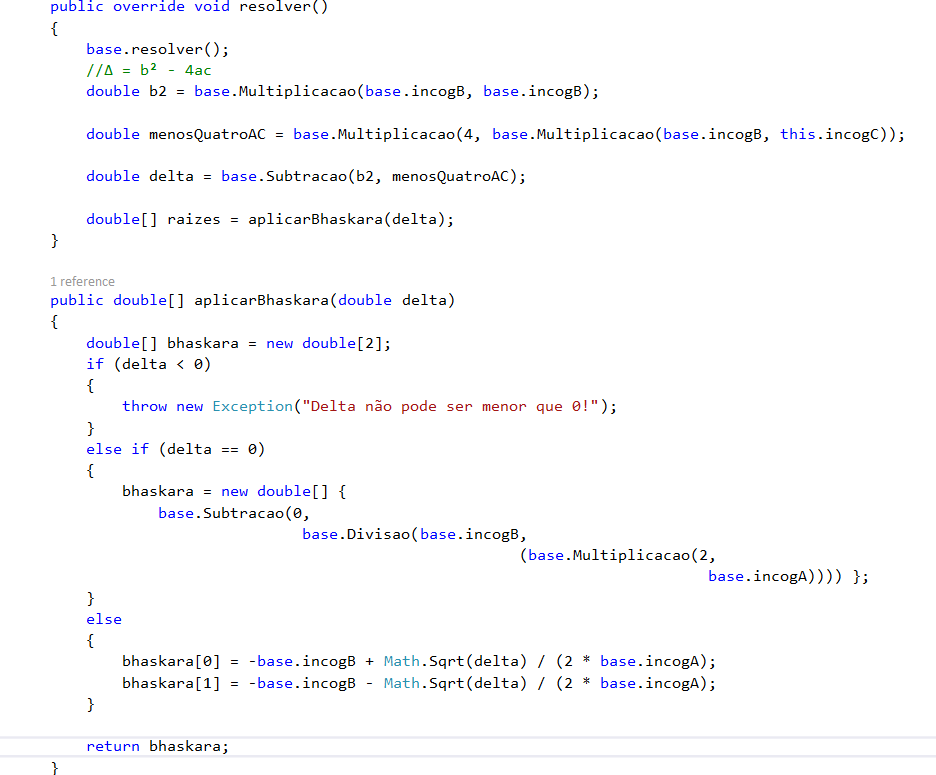 public override void resolver()
{
base.resolver();
//Δ = b² - 4ac
double b2 = base.Multiplicacao(base.incogB, base.incogB);
double menosQuatroAC = base.Multiplicacao(4, base.Multiplicacao(base.incogB, this.incogC));
double delta = base.Subtracao(b2, menosQuatroAC);
double[] raizes = aplicarBhaskara(delta);
}
1 reference
public double[] aplicarBhaskara(double delta)
{
double[] bhaskara = new double[2];
if (delta < 0)
{
throw new Exception("Delta não pode ser menor que 0!");
}
else if (delta == 0)
{
bhaskara = new double[] {
base.Subtracao(0,
base.Divisao(base.incogB,
(base.Multiplicacao(2,
base.incogA)))) };
}
else
{
bhaskara[0] = -base.incogB + Math.Sqrt(delta) / (2 * base.incogA);
bhaskara[1] = -base.incogB - Math.Sqrt(delta) / (2 * base.incogA);
}
return bhaskara;
}